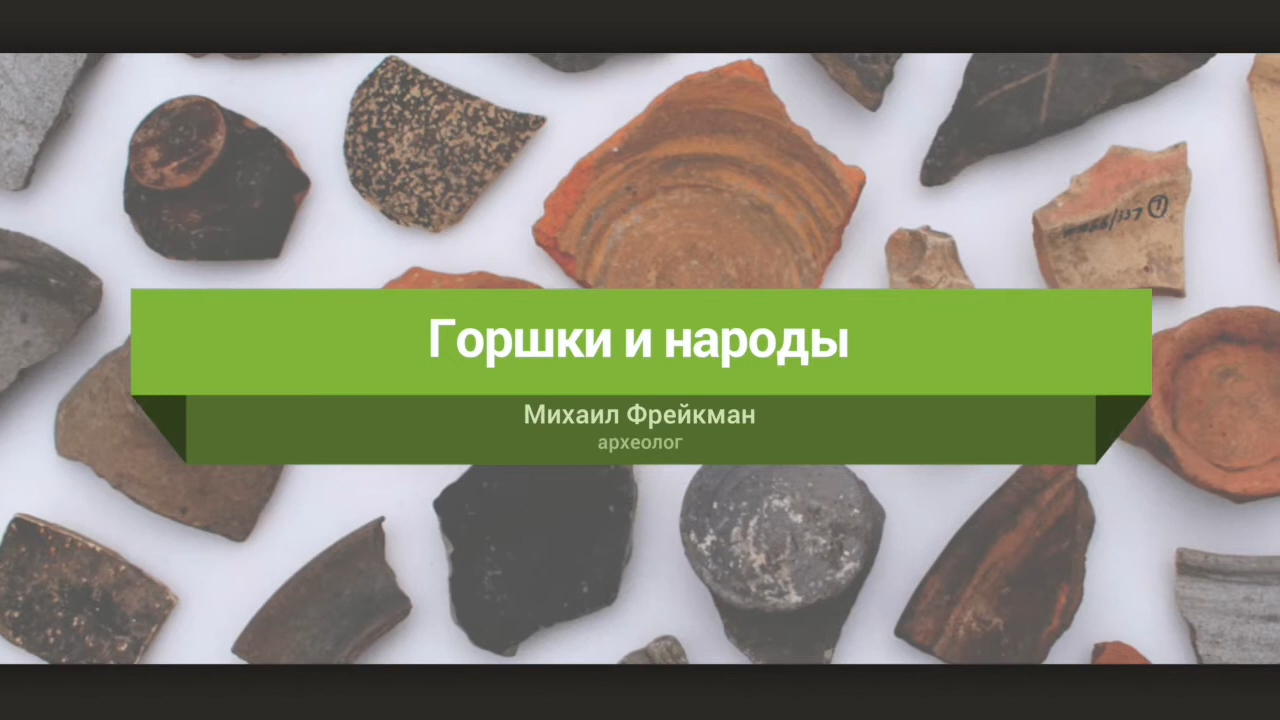 Горшки и народы
Михаил Фрейкман
археолог